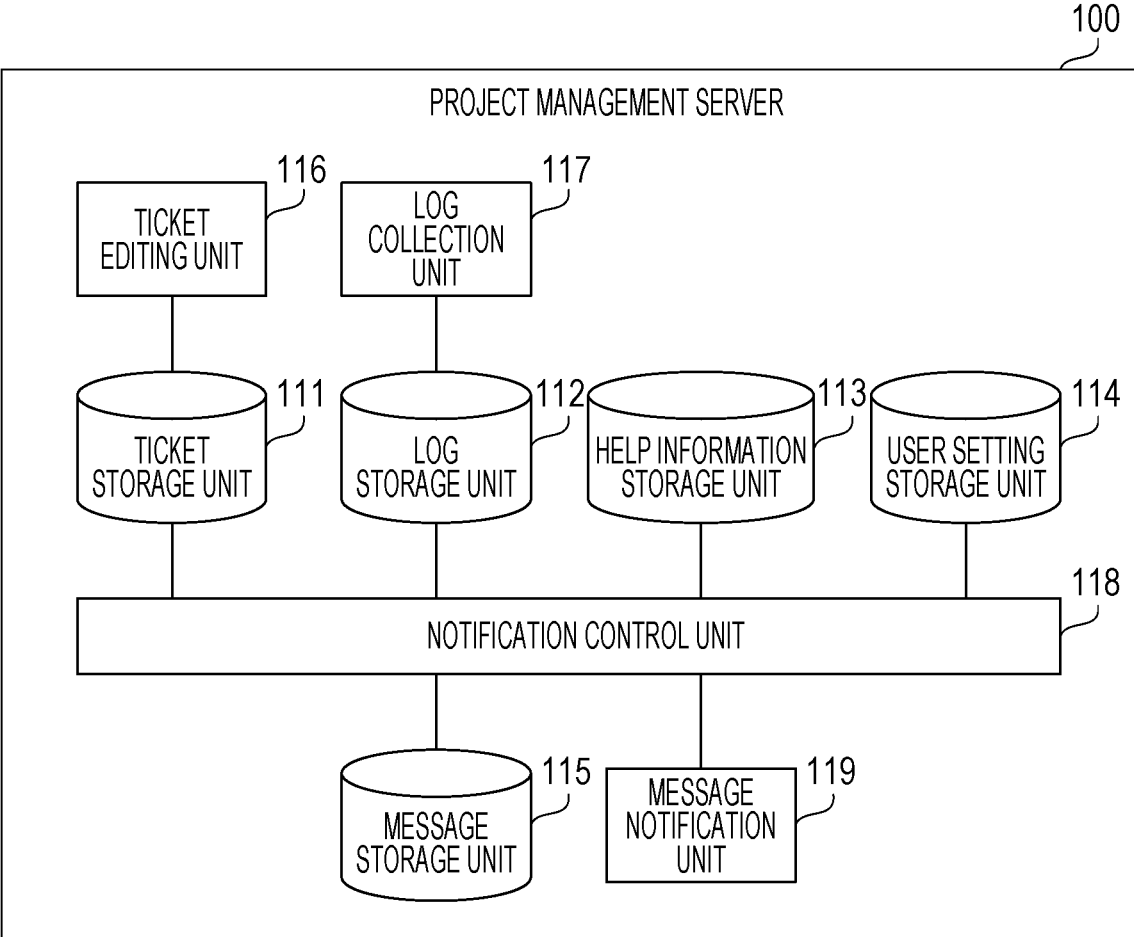 100
PROJECT MANAGEMENT SERVER
116
TICKET
EDITING UNIT
117
LOG
COLLECTION
UNIT
111
TICKET
STORAGE UNIT
112
LOG
STORAGE UNIT
113
HELP INFORMATION
STORAGE UNIT
114
USER SETTING
STORAGE UNIT
118
NOTIFICATION CONTROL UNIT
115
MESSAGE
STORAGE UNIT
119
MESSAGE
NOTIFICATION
UNIT